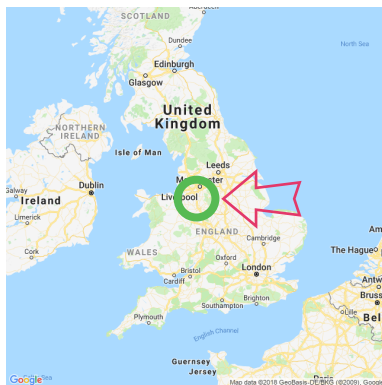 SCOTLAND
Dundee
North Sea
Edinburgh
Glasgow
United
Kingdom
NORTHERN
IRELAND
Isle of Man
Leeds
Liverpool
Galway
Dublin
Ireland
Limerick
ENGLAND
Cambridge
Cork
WALES
The Hague
Oxford
London
Bristol
Cardiff
Brighton
Southampton
Plymouth
Lille
English Channel
Guernsey
Jersey
Google
Map data ©2018 GeoBasis-DE/BKG (©2009), Google